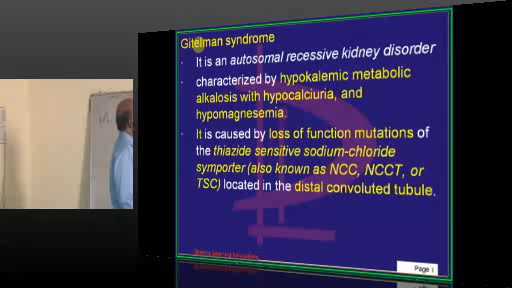 Gitelman syndrome
It is an autosomal recessive kidney disorder
characterized by hypokalemic metabolic
alkalosis with hypocalciuria, and
hypomagnesemia.
It is caused by loss of function mutations of
the thiazide sensitive sodium-chloride
symporter (also known as NCC, NCCT, or
TSC) located in the distal convoluted tubule.
Page 1